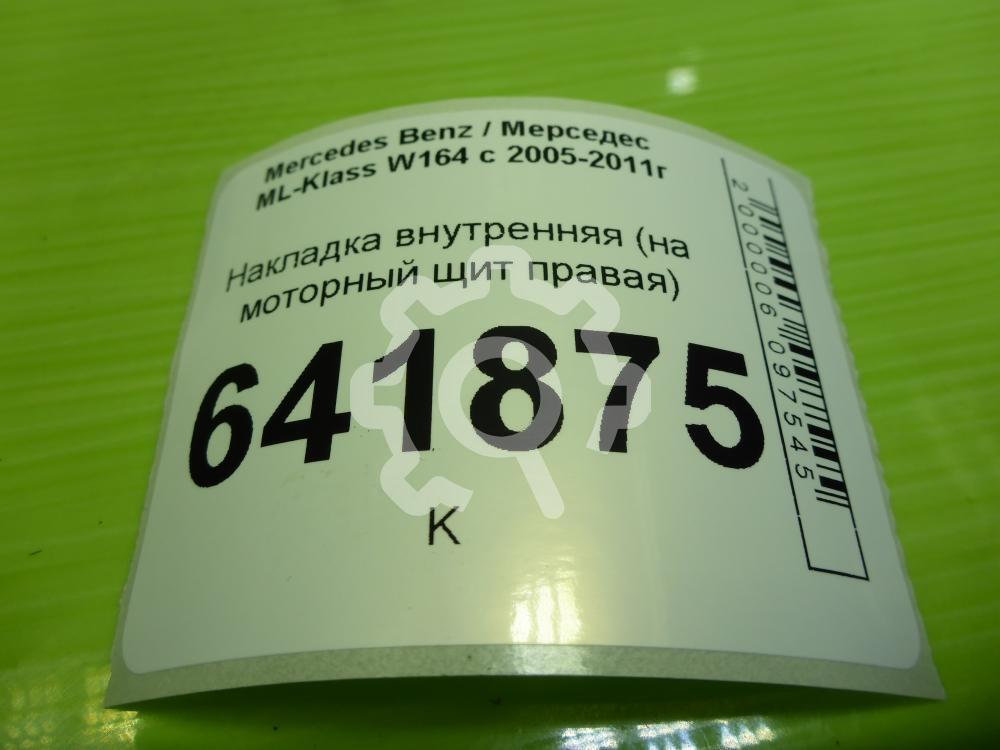 Mercedes Benz / Мерседес
ML-Klass W164 с 2005-2011г
Накладка внутренняя (на
моторный щит правая)
641875
К
2000006097545